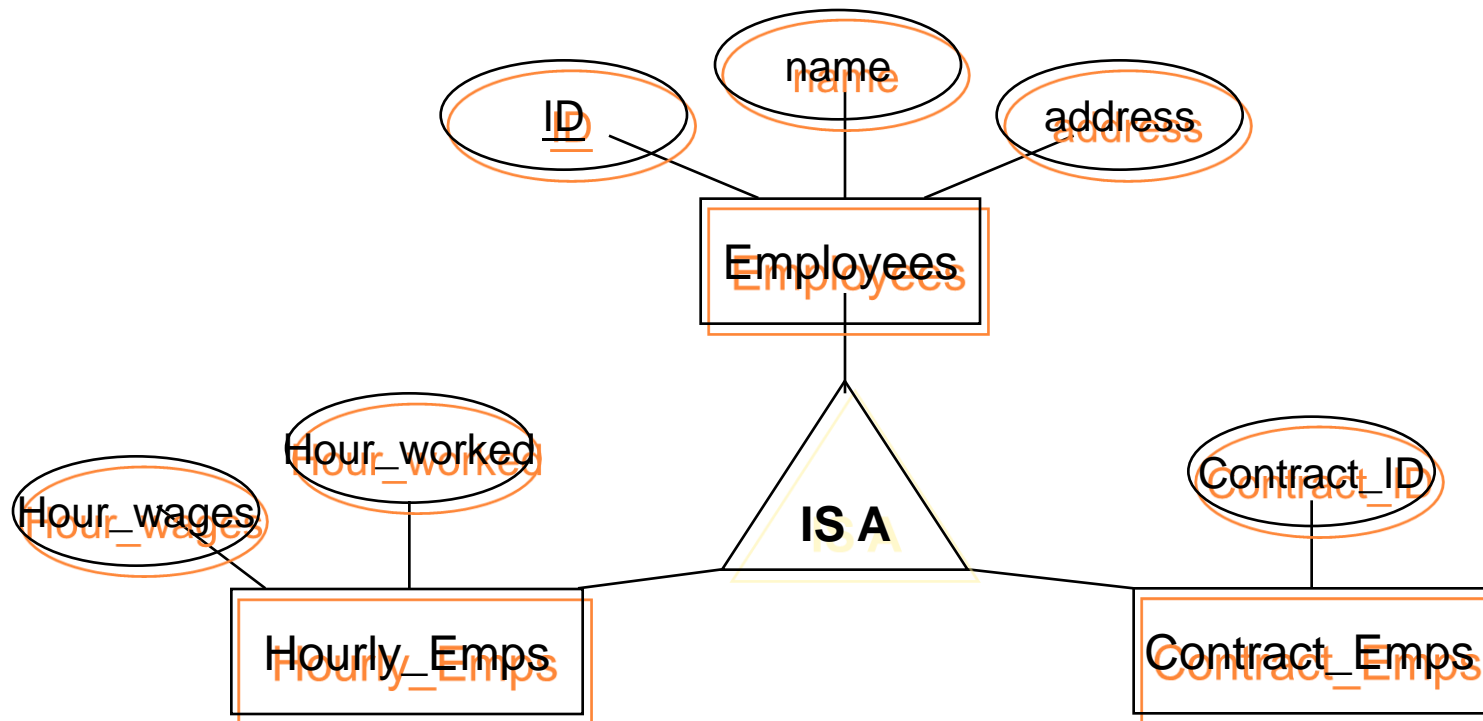 name
ID
address
Employees
Hour_worked
Hour_wages
IS A
Contract_ID
Hourly_Emps
Contract_Emps